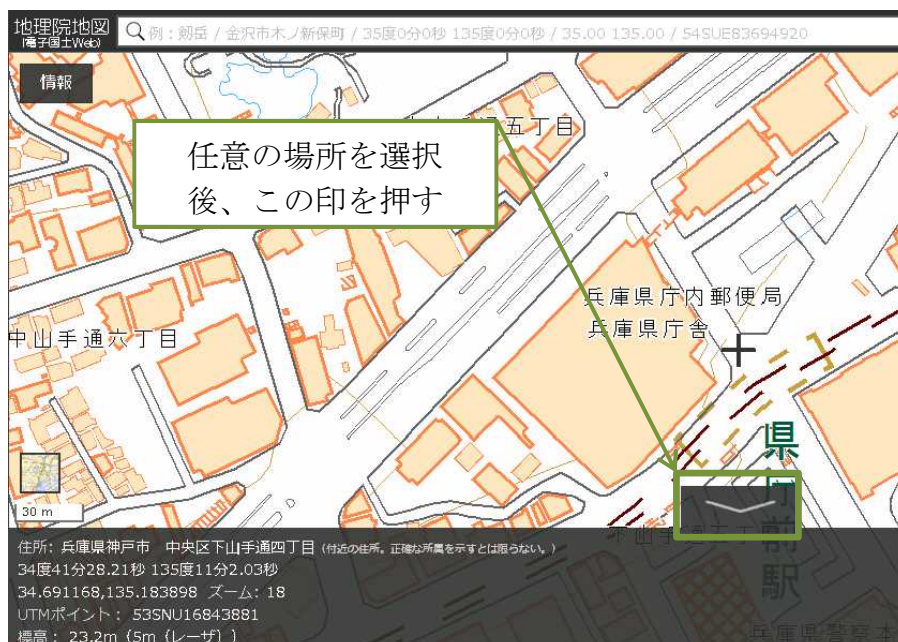 地理院地図
(電子国土Web)
例：剱岳 / 金沢市木ノ新保町 / 35度0分0秒 135度0分0秒 / 35.00 135.00 / 54SUE83694920
情報
五丁目
任意の場所を選択
後、この印を押す
兵庫県庁内郵便局
兵庫県庁舎
中山手通六丁目
県
前
駅
30 m
住所: 兵庫県神戸市　中央区下山手通四丁目 (付近の住所。正確な所属を示すとは限らない。)
34度41分28.21秒 135度11分2.03秒
34.691168,135.183898 ズーム: 18
UTMポイント： 53SNU16843881
標高： 23.2m (5m (レーザ) )
兵庫県警察本